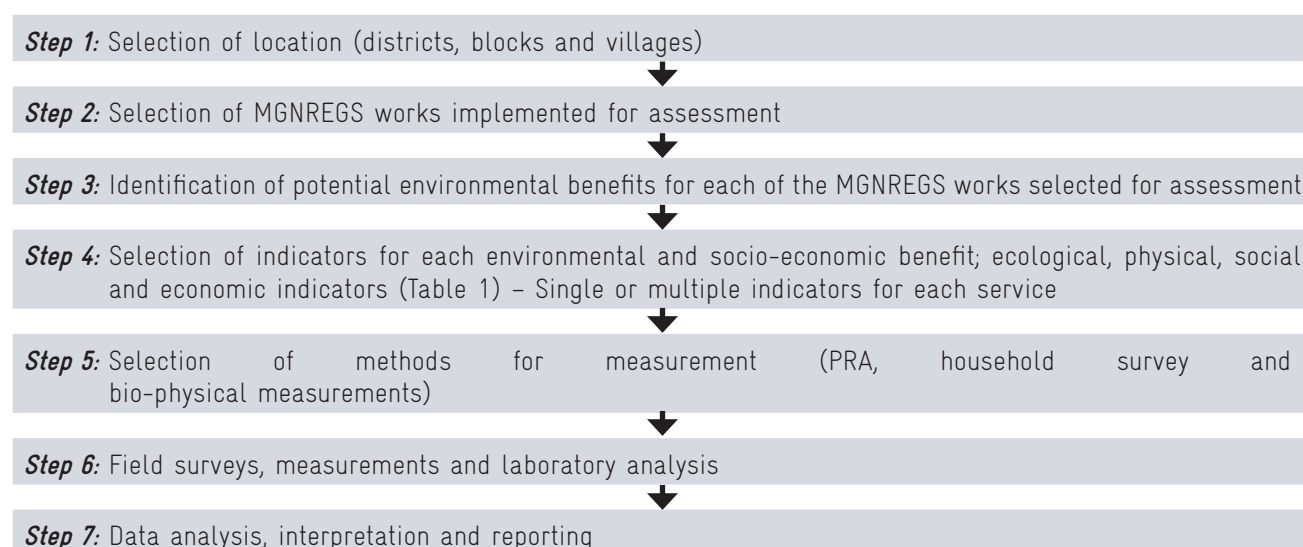 Step 1: Selection of location (districts, blocks and villages)
Step 2: Selection of MGNREGS works implemented for assessment
Step 3: Identification of potential environmental benefits for each of the MGNREGS works selected for assessment
Step 4: Selection of indicators for each environmental and socio-economic benefit; ecological, physical, social
and economic indicators (Table 1) – Single or multiple indicators for each service
Step 5: Selection of methods for measurement (PRA, household survey and
bio-physical measurements)
Step 6: Field surveys, measurements and laboratory analysis
Step 7: Data analysis, interpretation and reporting